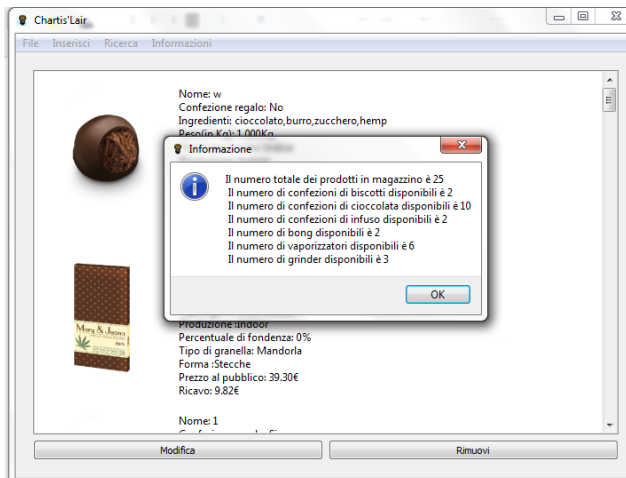 Chartis'Lair
File Inserisci Ricerca Informazioni
Nome: w
Confezione regalo: No
Ingredienti: cioccolato,burro,zucchero,hemp
Peso(in Kg): 1.000Kg
Informazione
Il numero totale dei prodotti in magazzino è 25
Il numero di confezioni di biscotti disponibili è 2
Il numero di confezioni di cioccolata disponibili è 10
Il numero di confezioni di infuso disponibili è 2
Il numero di bong disponibili è 2
Il numero di vaporizzatori disponibili è 6
Il numero di grinder disponibili è 3
OK
Mary & Juana
Produzione :Indoor
Percentuale di fondenza: 0%
Tipo di granella: Mandorla
Forma :Stecche
Prezzo al pubblico: 39.30€
Ricavo: 9.82€
Nome: 1
Modifica Rimuovi